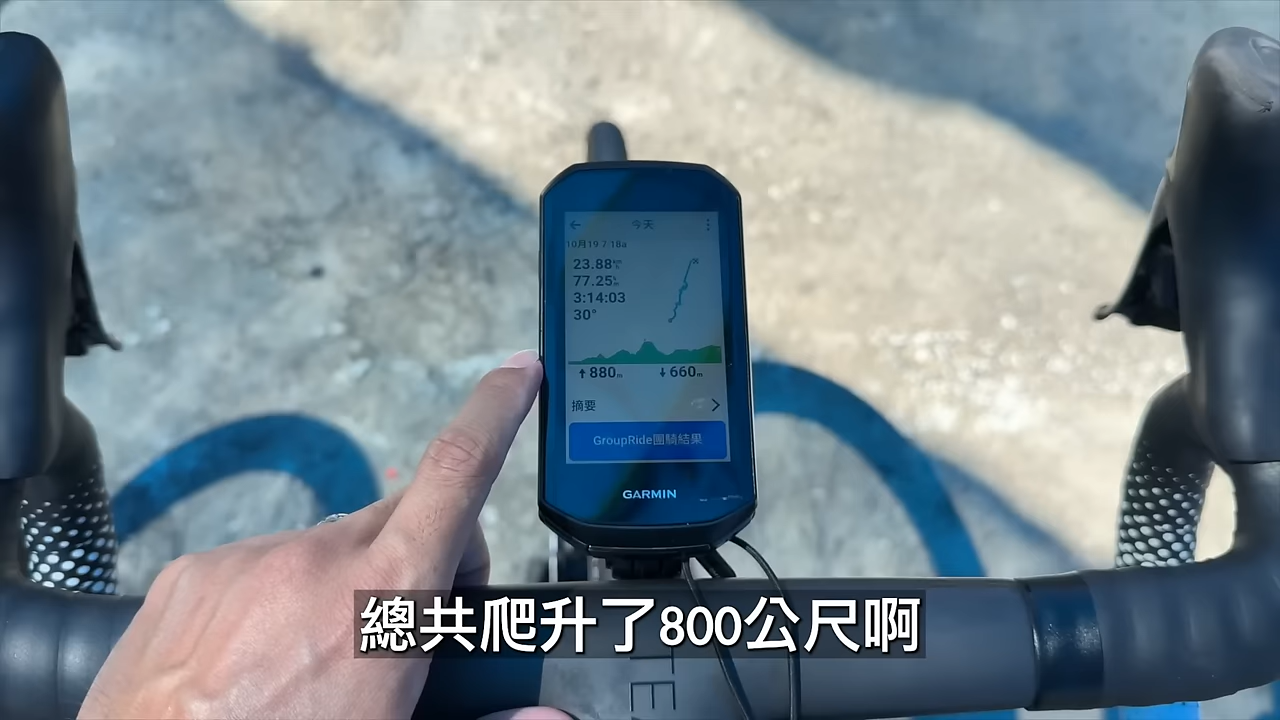 今天
10月19 7:18a
23.88
77.25
3:14:03
30°
880m
660m
摘要
GroupRide團騎結果
GARMIN
總共爬升了800公尺啊